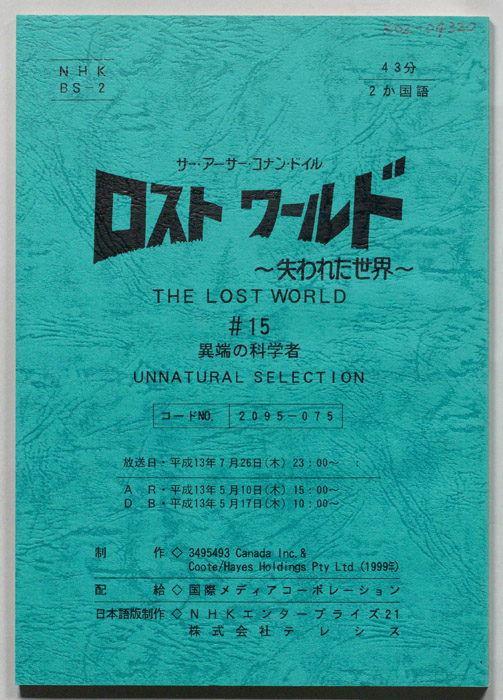 K02-04320
NHK
BS-2
43分
2か国語
サー・アーサー・コナン・ドイル
ロスト ワールド
〜失われた世界〜
THE LOST WORLD
#15
異端の科学者
UNNATURAL SELECTION
コードNO. 2095-075
放送日・平成13年7月26日(木) 23:00〜 :
A R・平成13年5月10日(木) 15:00〜
D B・平成13年5月17日(木) 10:00〜
制 作◇3495493 Canada Inc.&
Coote/Hayes Holdings Pty Ltd (1999年)
配 給◇国際メディアコーポレーション
日本語版制作◇NHKエンタープライズ21
株式会社テレシス